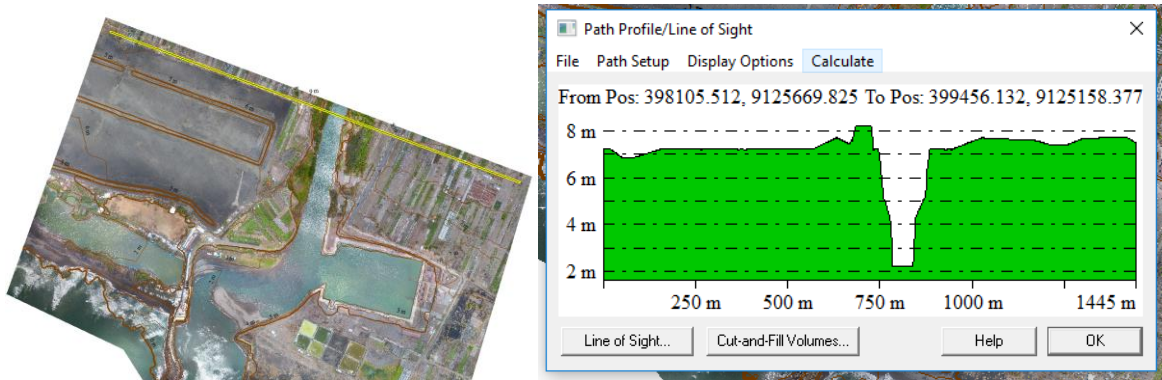 Path Profile/Line of Sight
File Path Setup Display Options Calculate
From Pos: 398105.512, 9125669.825 To Pos: 399456.132, 9125158.377
8 m
6 m
4 m
2 m
250 m 500 m 750 m 1000 m 1445 m
Line of Sight... Cut-and-Fill Volumes... Help OK